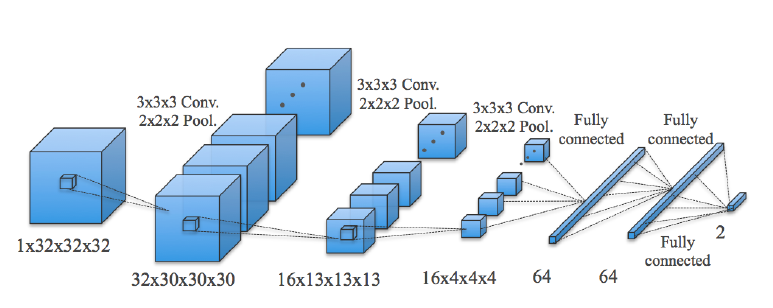 3x3x3 Conv.
2x2x2 Pool.
3x3x3 Conv.
2x2x2 Pool.
3x3x3 Conv.
2x2x2 Pool.
Fully
connected
Fully
connected
Fully
connected
1x32x32x32
32x30x30x30
16x13x13x13
16x4x4x4
64
64
2